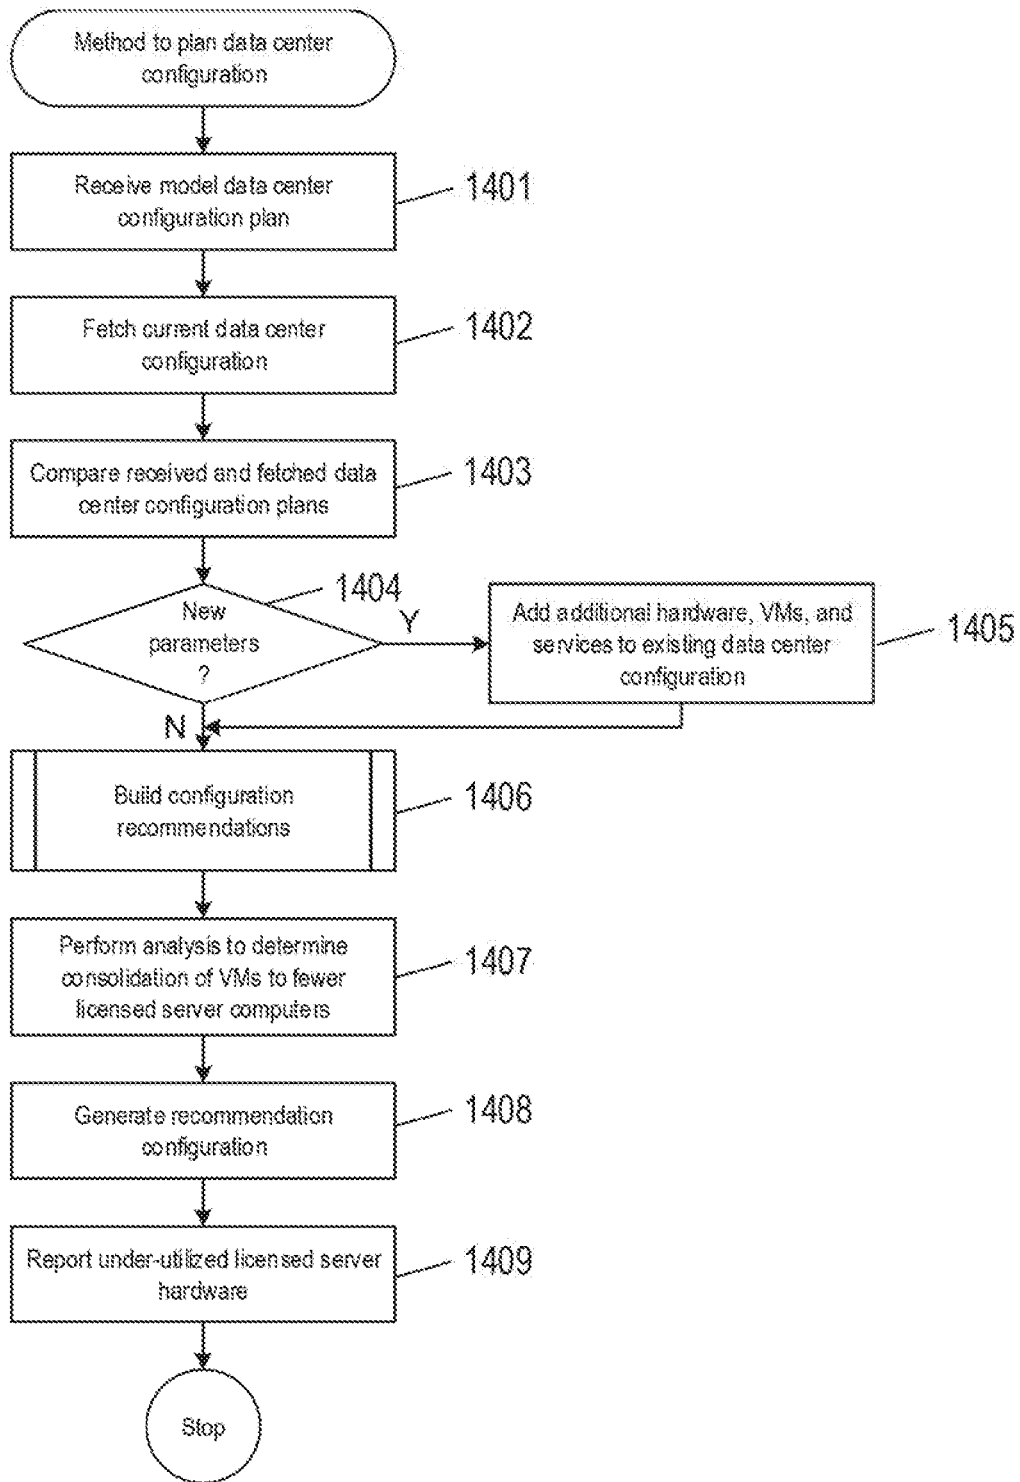 Method to plan data center
configuration
Receive model data center
configuration plan
1401
Fetch current data center
configuration
1402
Compare received and fetched data
center configuration plans
1403
1404
New
parameters
?
Y
Add additional hardware, VMs, and
services to existing data center
configuration
1405
N
Build configuration
recommendations
1406
Perform analysis to determine
consolidation of VMs to fewer
licensed server computers
1407
Generate recommendation
configuration
1408
Report under-utilized licensed server
hardware
1409
Stop